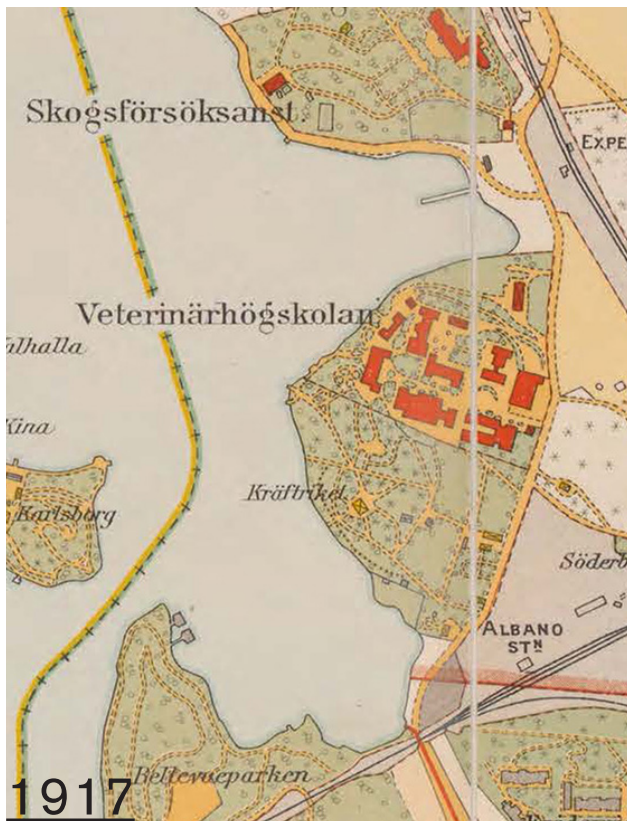 Skogsförsöksanst.
EXPE
Veterinärhögskolan
alhalla
Kina
Karlsborg
Kräftriket
Söderb
ALBANO
STN
Bellevueparken
1917